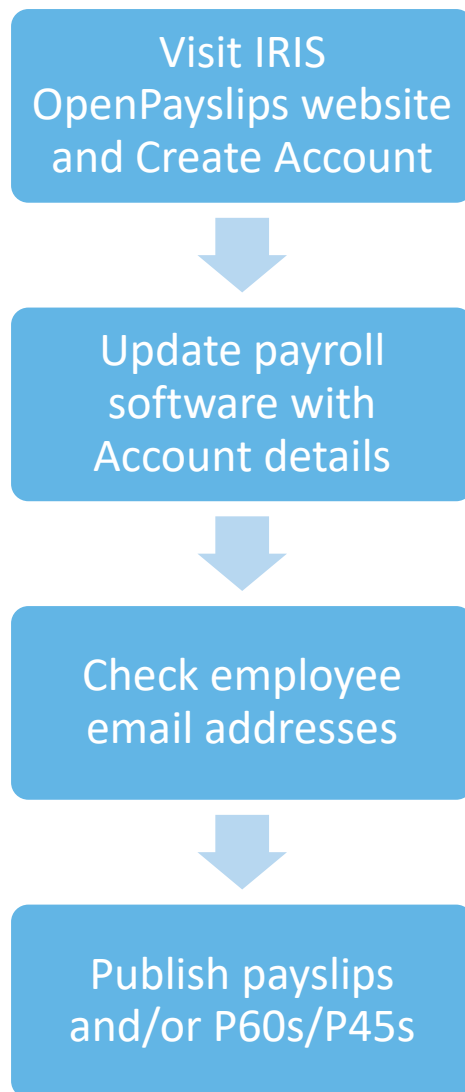 Visit IRIS
OpenPayslips website
and Create Account
Update payroll
software with
Account details
Check employee
email addresses
Publish payslips
and/or P60s/P45s